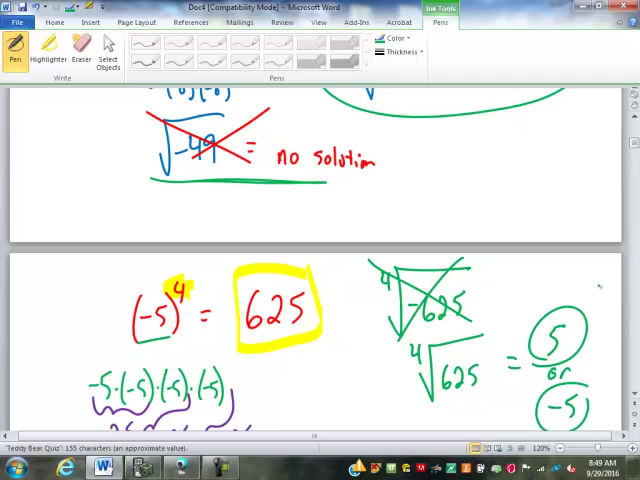 Doc4 [Compatibility Mode] - Microsoft Word
Ink Tools
File Home Insert Page Layout References Mailings Review View Add-Ins Acrobat Pens
Pen Highlighter Eraser Select Objects
Color
Thickness
Write
Pens
√-49 = no solution
(-5)^4 = 625
∜-625
∜625 = 5
or
-5
-5·(-5)·(-5)·(-5)
"Teddy Bear Quiz": 155 characters (an approximate value).
120%
8:49 AM
9/29/2016